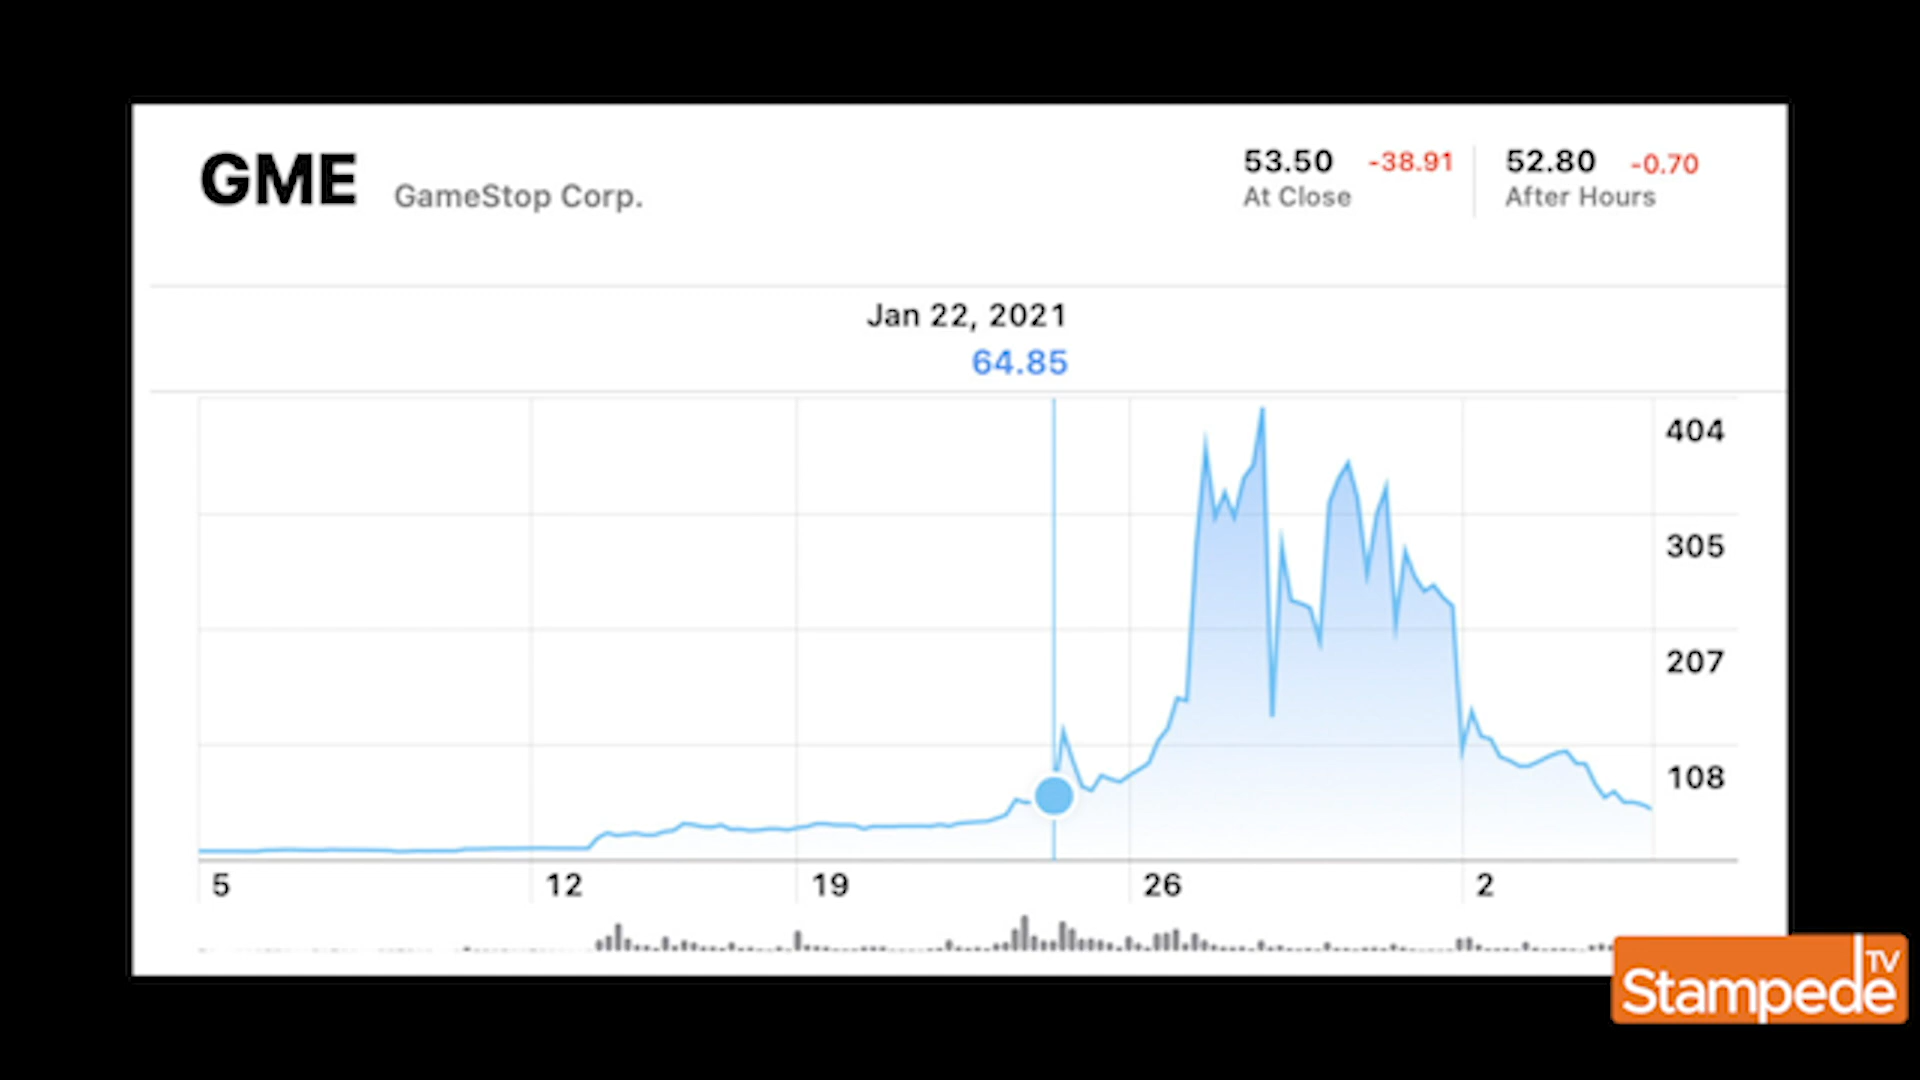 GME GameStop Corp.
53.50 -38.91 52.80 -0.70
At Close After Hours
Jan 22, 2021
64.85
404
305
207
108
5 12 19 26 2
Stampede TV